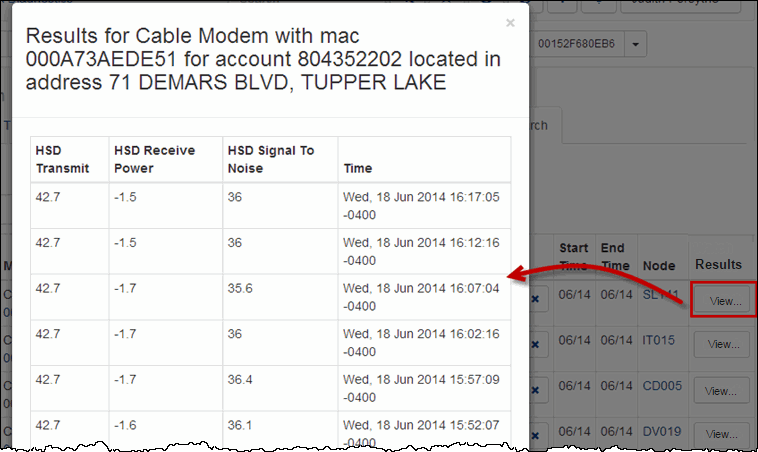 Results for Cable Modem with mac
000A73AEDE51 for account 804352202 located in
address 71 DEMARS BLVD, TUPPER LAKE
×
HSD Transmit HSD Receive Power HSD Signal To Noise Time
42.7 -1.5 36 Wed, 18 Jun 2014 16:17:05 -0400
42.7 -1.5 36 Wed, 18 Jun 2014 16:12:16 -0400
42.7 -1.7 35.6 Wed, 18 Jun 2014 16:07:04 -0400
42.7 -1.7 36 Wed, 18 Jun 2014 16:02:16 -0400
42.7 -1.7 36.4 Wed, 18 Jun 2014 15:57:09 -0400
42.7 -1.6 36.1 Wed, 18 Jun 2014 15:52:07 -0400
00152F680EB6
Start Time End Time Node Results
06/14 06/14 SL141 View...
06/14 06/14 IT015 View...
06/14 06/14 CD005 View...
06/14 06/14 DV019 View...